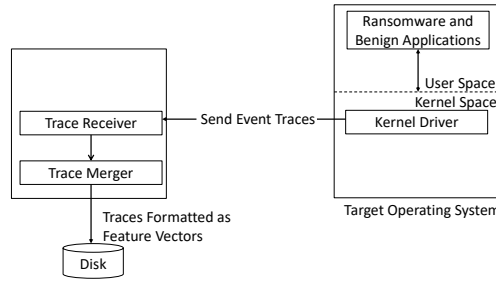 Ransomware and
Benign Applications
User Space
Kernel Space
Kernel Driver
Target Operating System
Send Event Traces
Trace Receiver
Trace Merger
Traces Formatted as
Feature Vectors
Disk